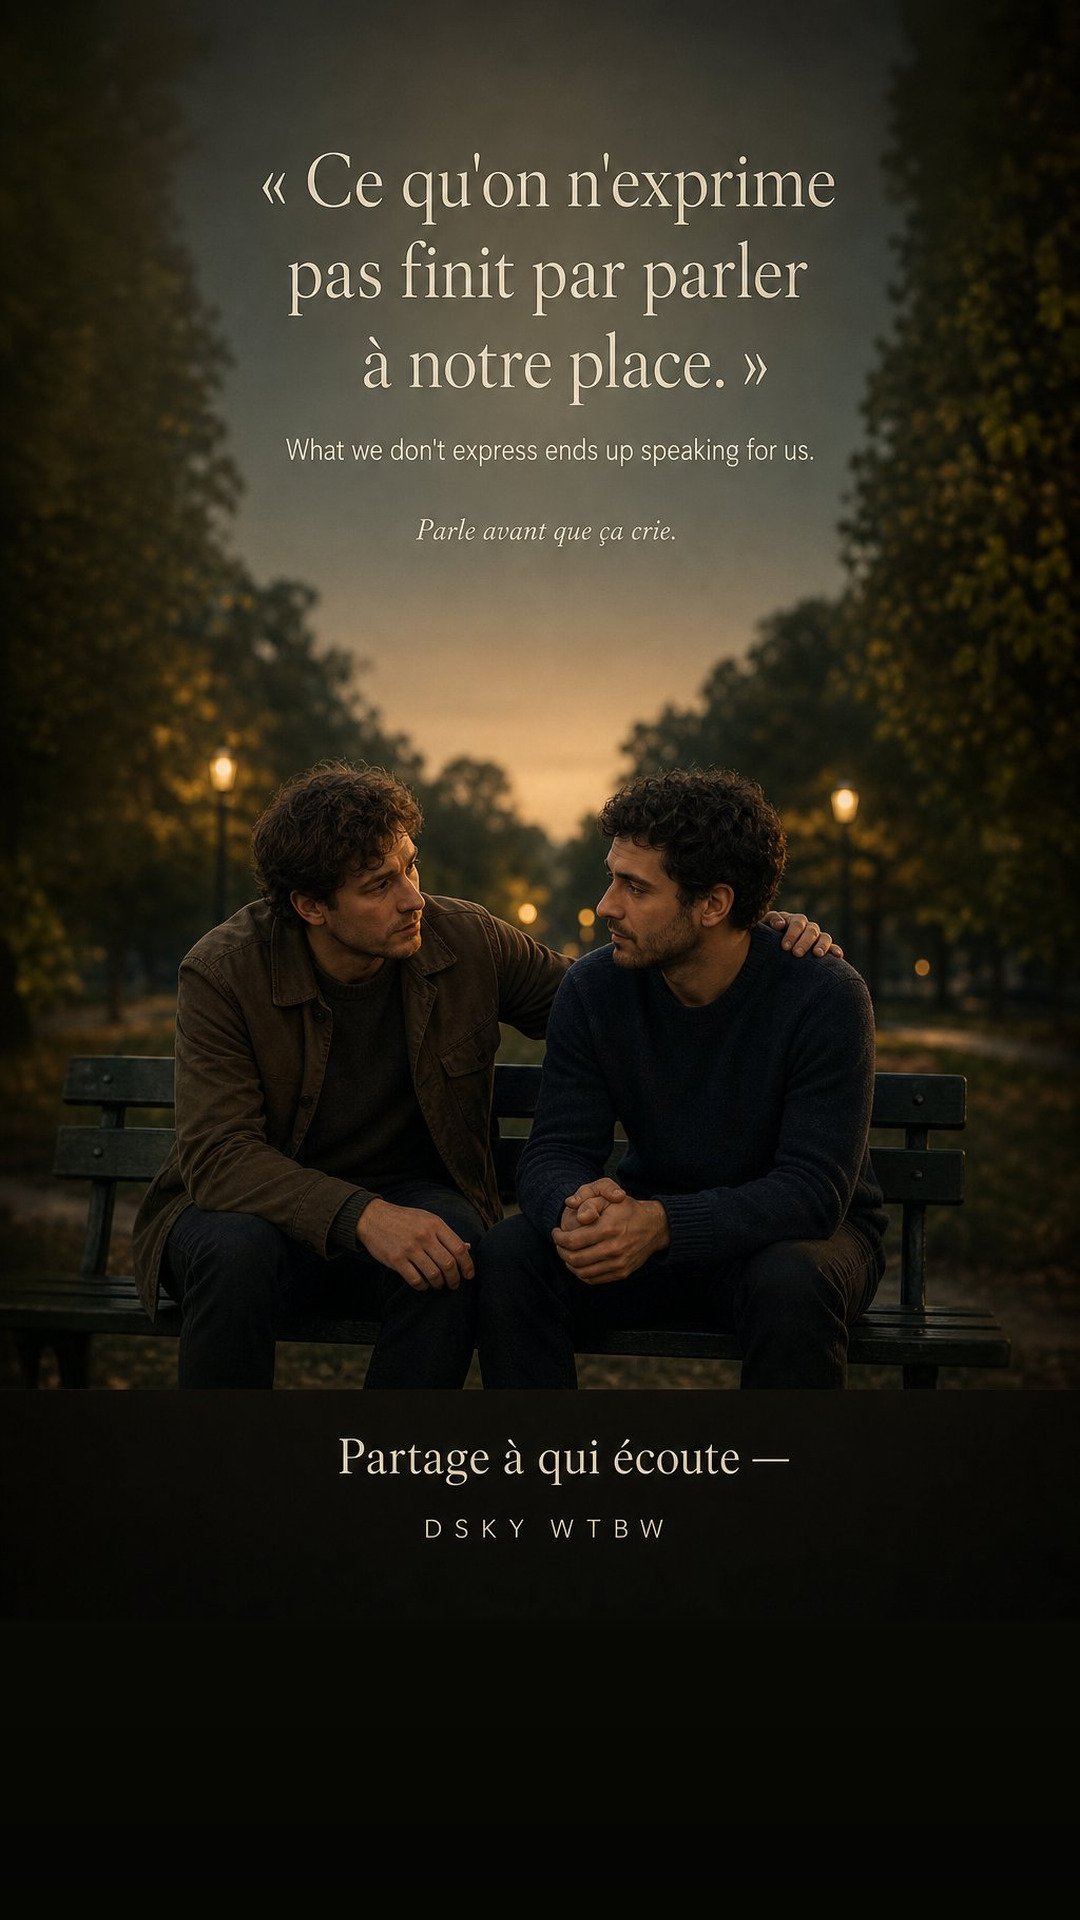 « Ce qu'on n'exprime
pas finit par parler
à notre place. »
What we don't express ends up speaking for us.
Parle avant que ça crie.
Partage à qui écoute —
DSKY WTBW